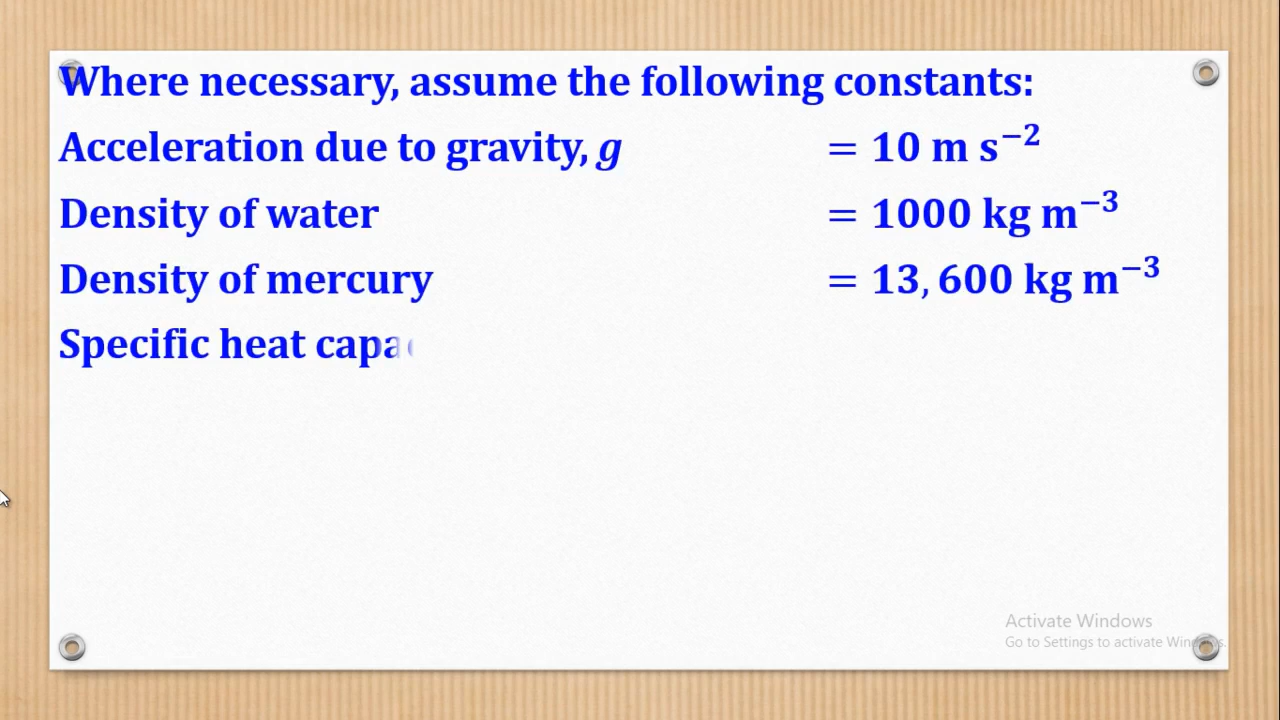 Where necessary, assume the following constants:
Acceleration due to gravity, g = 10 m s⁻²
Density of water = 1000 kg m⁻³
Density of mercury = 13,600 kg m⁻³
Specific heat
Activate Windows
Go to Settings to activate Windows.